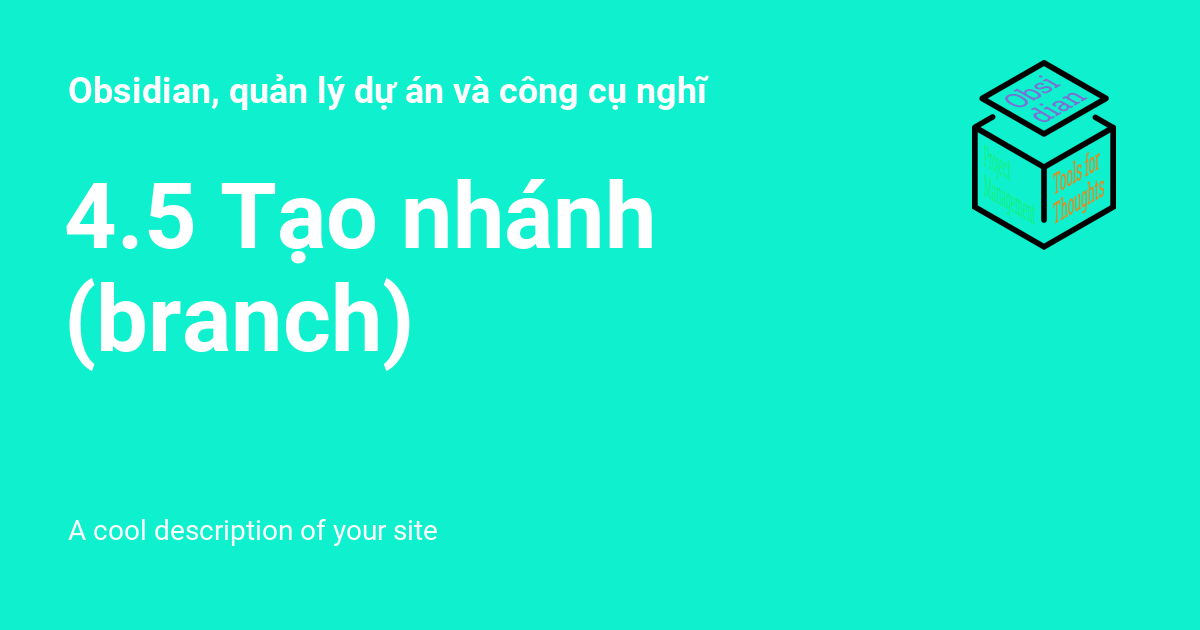 Obsidian, quản lý dự án và công cụ nghĩ
4.5 Tạo nhánh
(branch)
A cool description of your site
Obsi
dian
Project
Management
Tools for
Thoughts